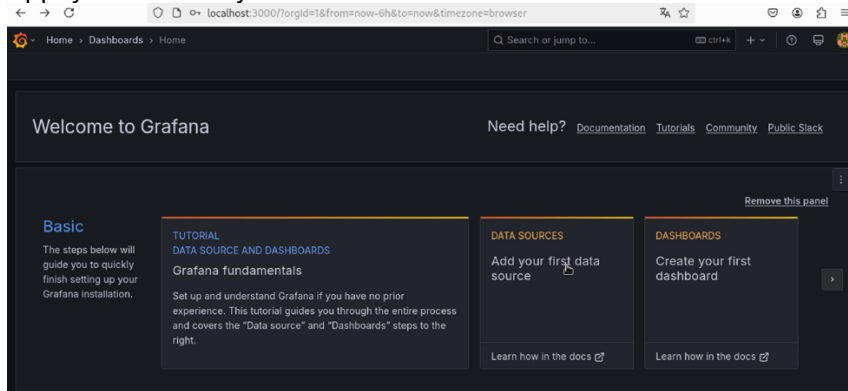 localhost:3000/?orgId=1&from=now-6h&to=now&timezone=browser
Home › Dashboards › Home
Search or jump to...
ctrl+k
Welcome to Grafana
Need help?
Documentation
Tutorials
Community
Public Slack
Remove this panel
Basic
The steps below will
guide you to quickly
finish setting up your
Grafana installation.
TUTORIAL
DATA SOURCE AND DASHBOARDS
Grafana fundamentals
Set up and understand Grafana if you have no prior
experience. This tutorial guides you through the entire process
and covers the "Data source" and "Dashboards" steps to the
right.
DATA SOURCES
Add your first data
source
Learn how in the docs
DASHBOARDS
Create your first
dashboard
Learn how in the docs